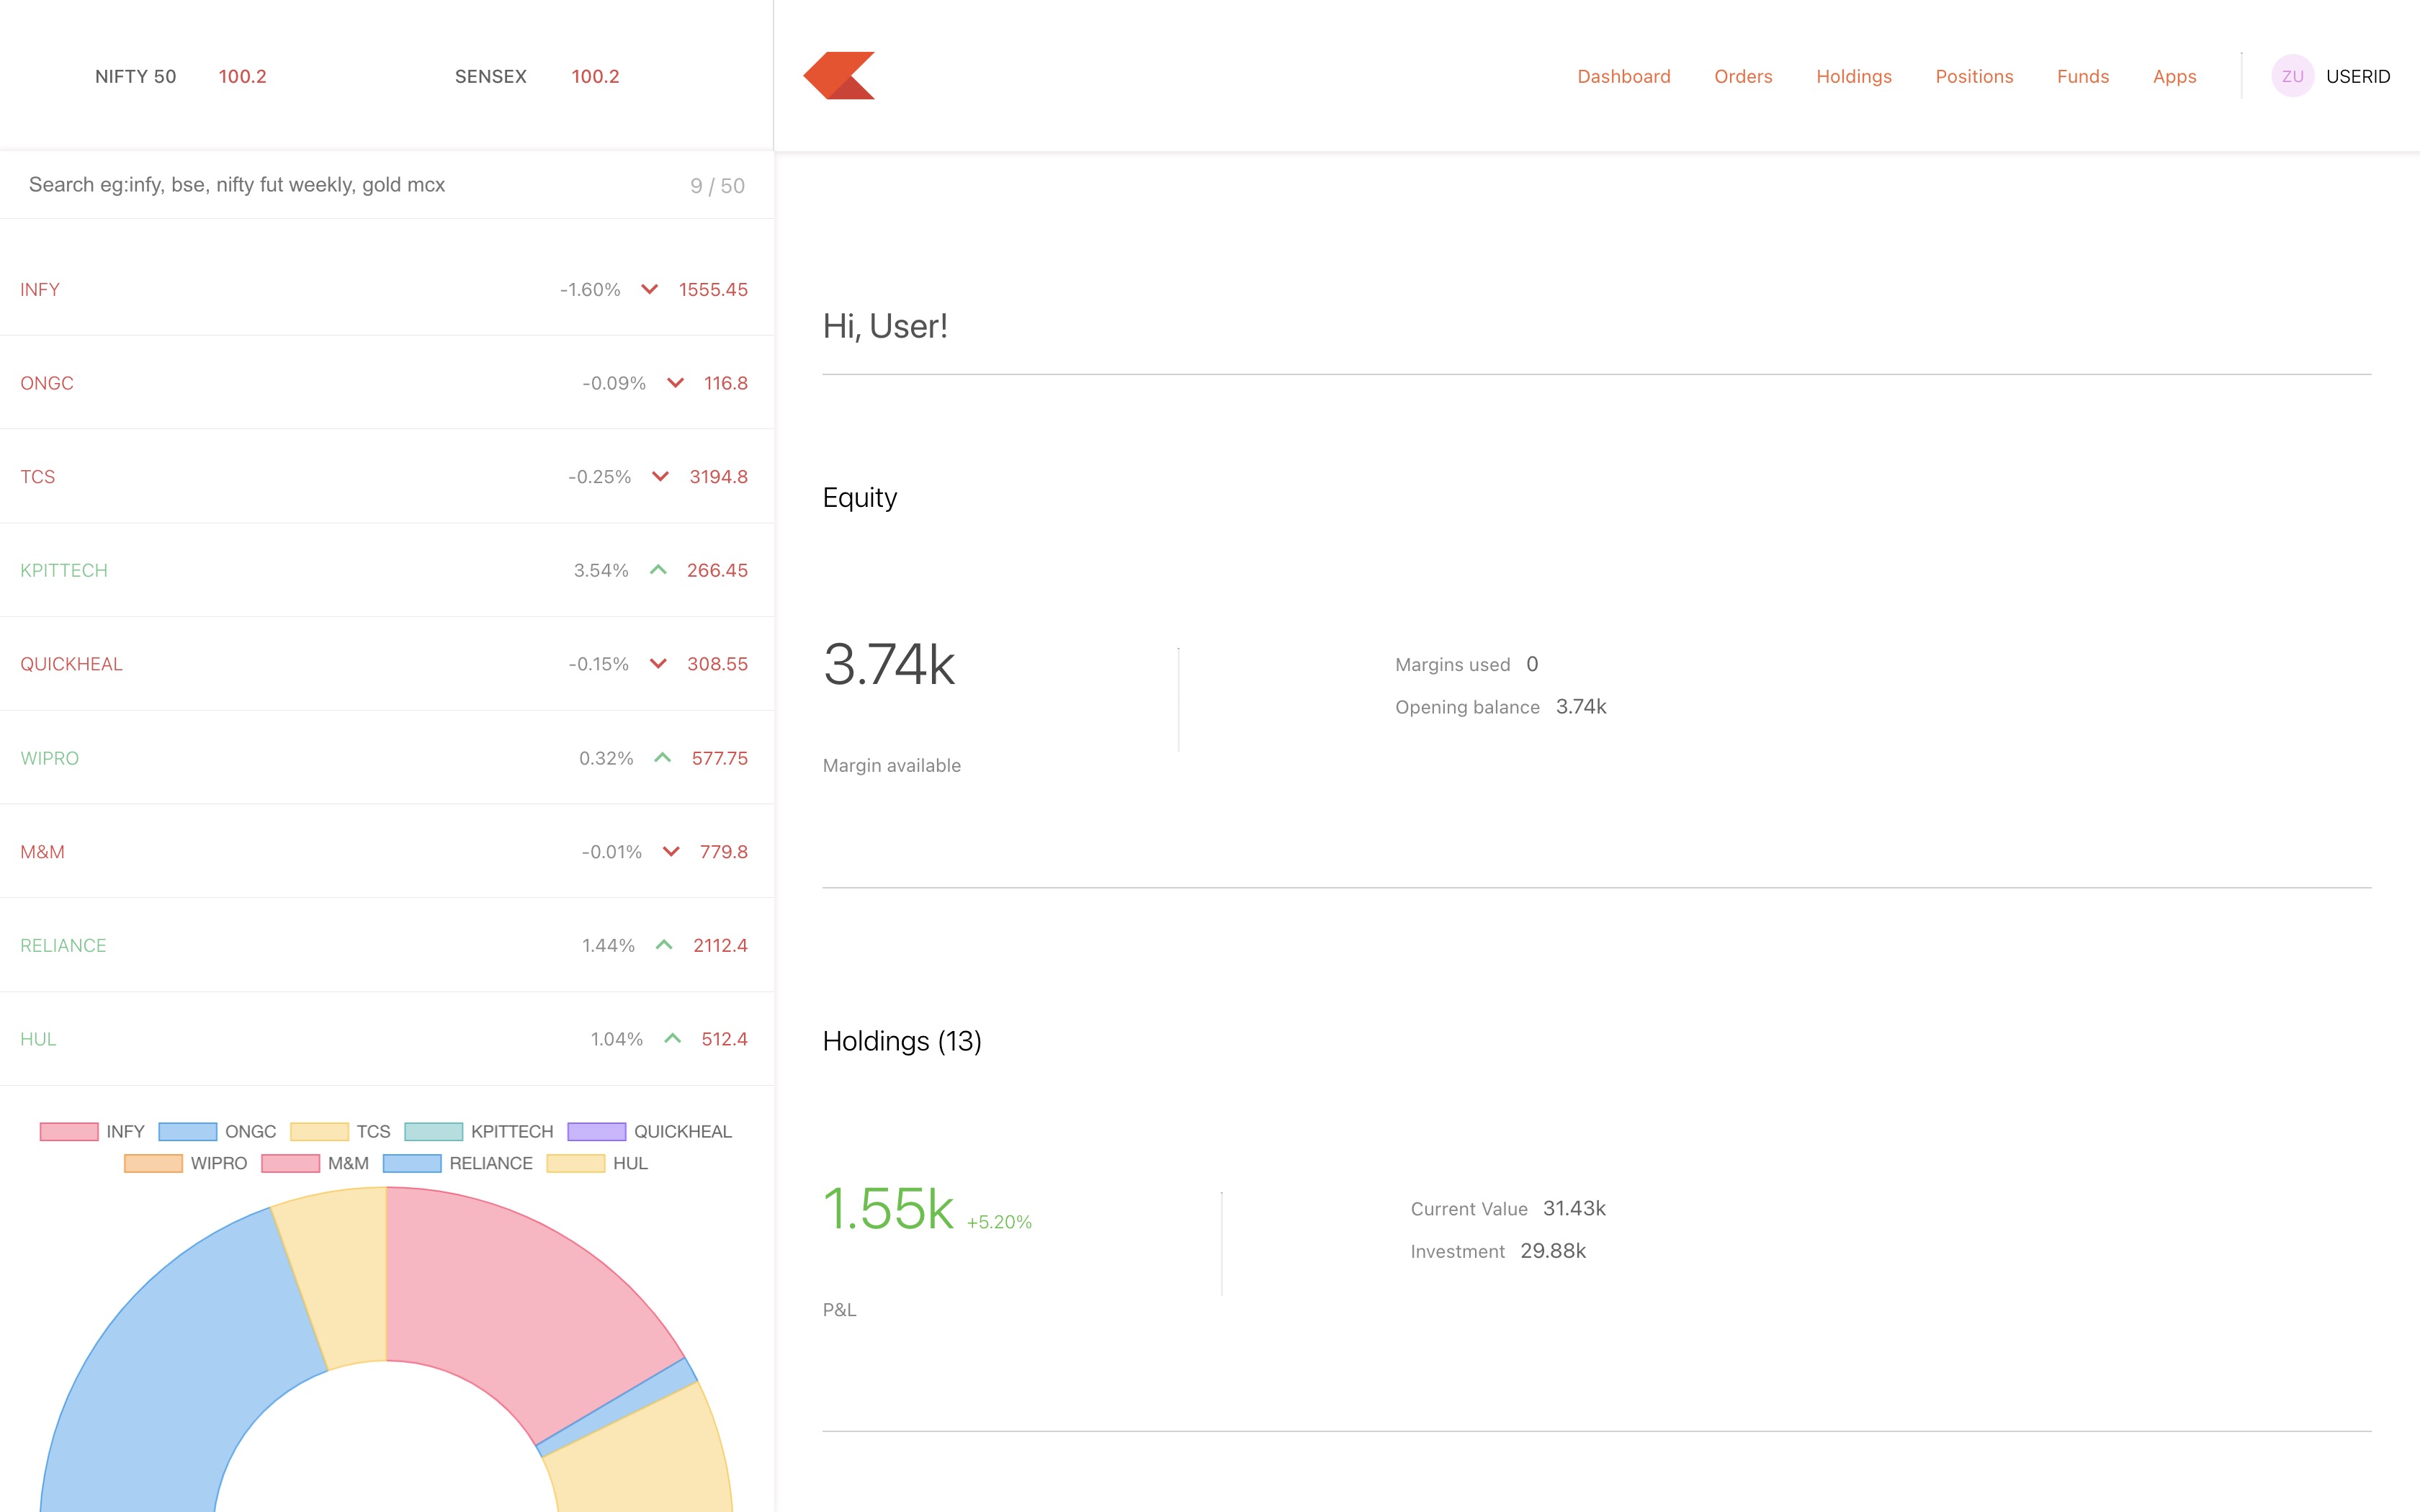 NIFTY 50 100.2 SENSEX 100.2
Dashboard Orders Holdings Positions Funds Apps ZU USERID
Search eg:infy, bse, nifty fut weekly, gold mcx 9 / 50
INFY -1.60% 1555.45
ONGC -0.09% 116.8
TCS -0.25% 3194.8
KPITTECH 3.54% 266.45
QUICKHEAL -0.15% 308.55
WIPRO 0.32% 577.75
M&M -0.01% 779.8
RELIANCE 1.44% 2112.4
HUL 1.04% 512.4
INFY ONGC TCS KPITTECH QUICKHEAL
WIPRO M&M RELIANCE HUL
Hi, User!
Equity
3.74k
Margin available
Margins used 0
Opening balance 3.74k
Holdings (13)
1.55k +5.20%
P&L
Current Value 31.43k
Investment 29.88k